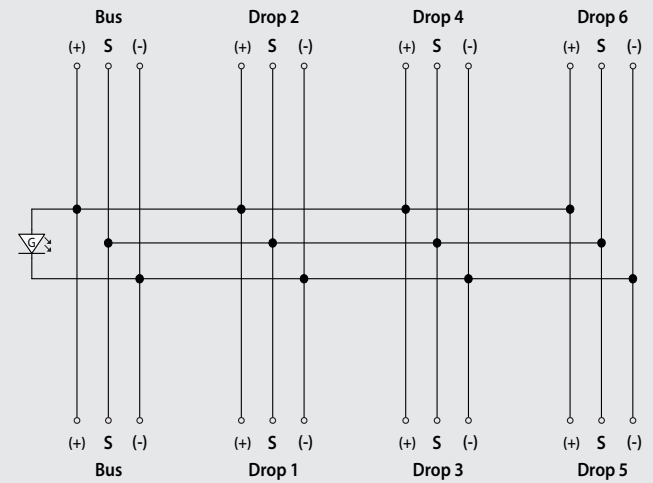 Bus Drop 2 Drop 4 Drop 6
(+) S (-) (+) S (-) (+) S (-) (+) S (-)
G
(+) S (-) (+) S (-) (+) S (-) (+) S (-)
Bus Drop 1 Drop 3 Drop 5